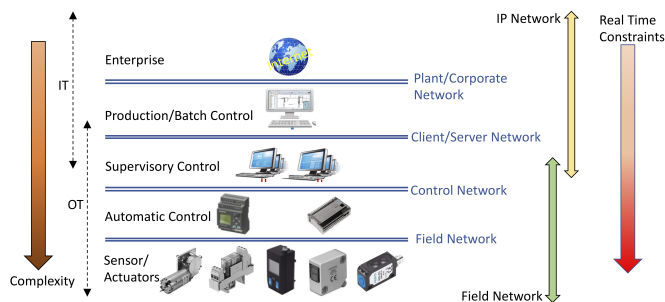 IP Network
Real Time
Constraints
Enterprise
Internet
IT
Plant/Corporate
Network
Production/Batch Control
Client/Server Network
Supervisory Control
Control Network
OT
Automatic Control
Field Network
Sensor/
Actuators
Complexity
Field Network